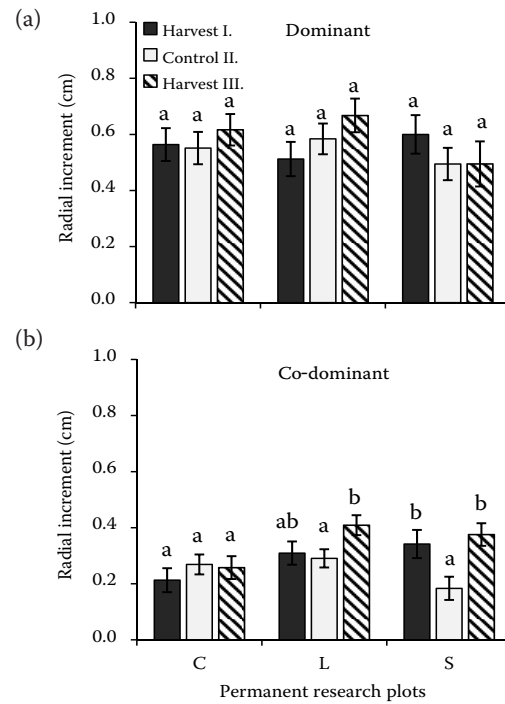 (a)
Dominant
Harvest I.
Control II.
Harvest III.
Radial increment (cm)
1.0
0.8
0.6
0.4
0.2
0.0
a a a
a a a
a a a
(b)
Co-dominant
Radial increment (cm)
1.0
0.8
0.6
0.4
0.2
0.0
a a a
ab a b
b a b
C L S
Permanent research plots